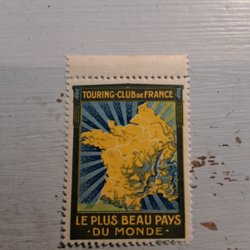 TOURING-CLUB DE FRANCE
LE PLUS BEAU PAYS
· DU MONDE ·